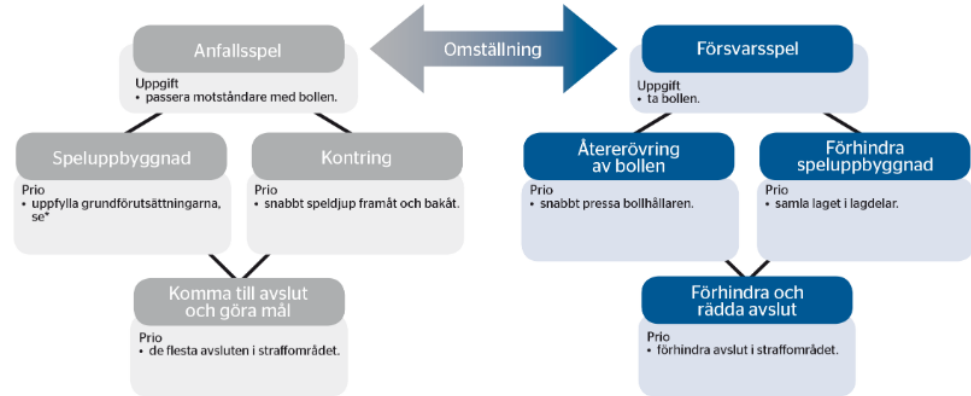 Anfallsspel
Uppgift
• passera motståndare med bollen.
Omställning
Försvarsspel
Uppgift
• ta bollen.
Speluppbyggnad
Prio
• uppfylla grundförutsättningarna,
se*
Kontring
Prio
• snabbt speldjup framåt och bakåt.
Återerövring
av bollen
Prio
• snabbt pressa bollhållaren.
Förhindra
speluppbyggnad
Prio
• samla laget i lagdelar.
Komma till avslut
och göra mål
Prio
• de flesta avsluten i straffområdet.
Förhindra och
rädda avslut
Prio
• förhindra avslut i straffområdet.